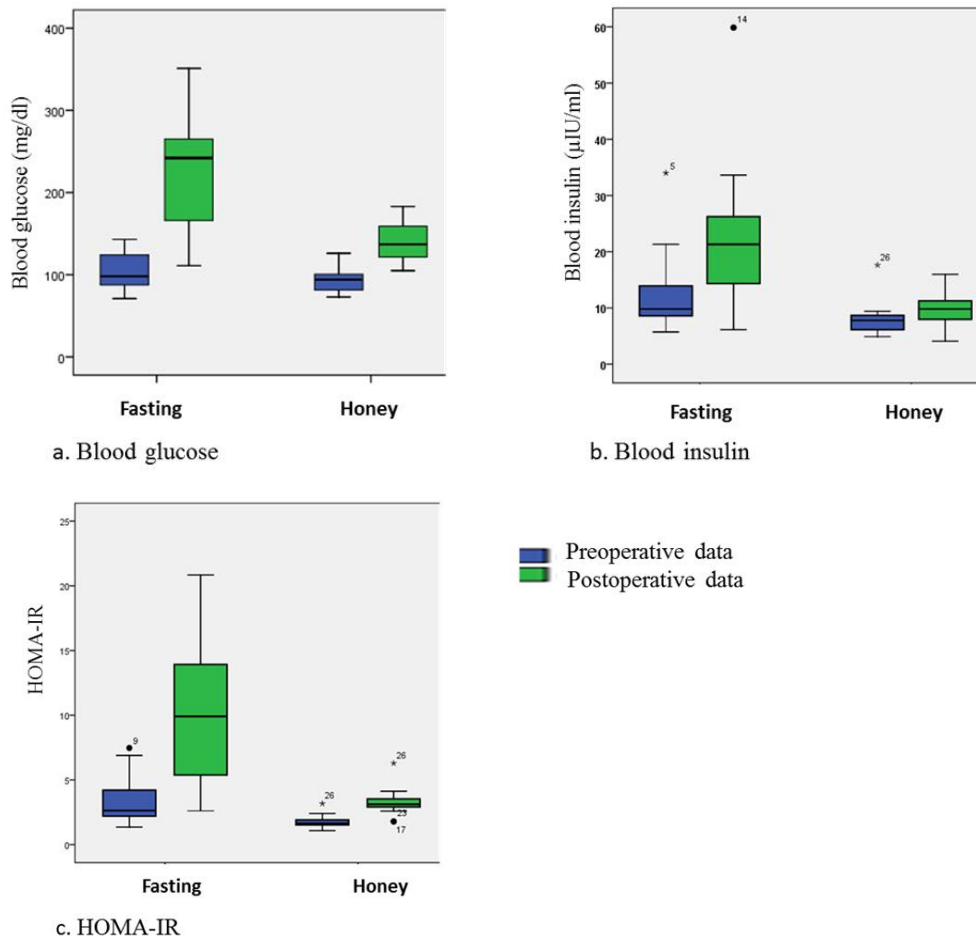 400
300
200
100
0
Blood glucose (mg/dl)
Fasting
Honey
a. Blood glucose
60
50
40
30
20
10
0
Blood insulin (μIU/ml)
14
5
26
Fasting
Honey
b. Blood insulin
25
20
15
10
5
0
HOMA-IR
9
26
26
23
17
Fasting
Honey
c. HOMA-IR
Preoperative data
Postoperative data